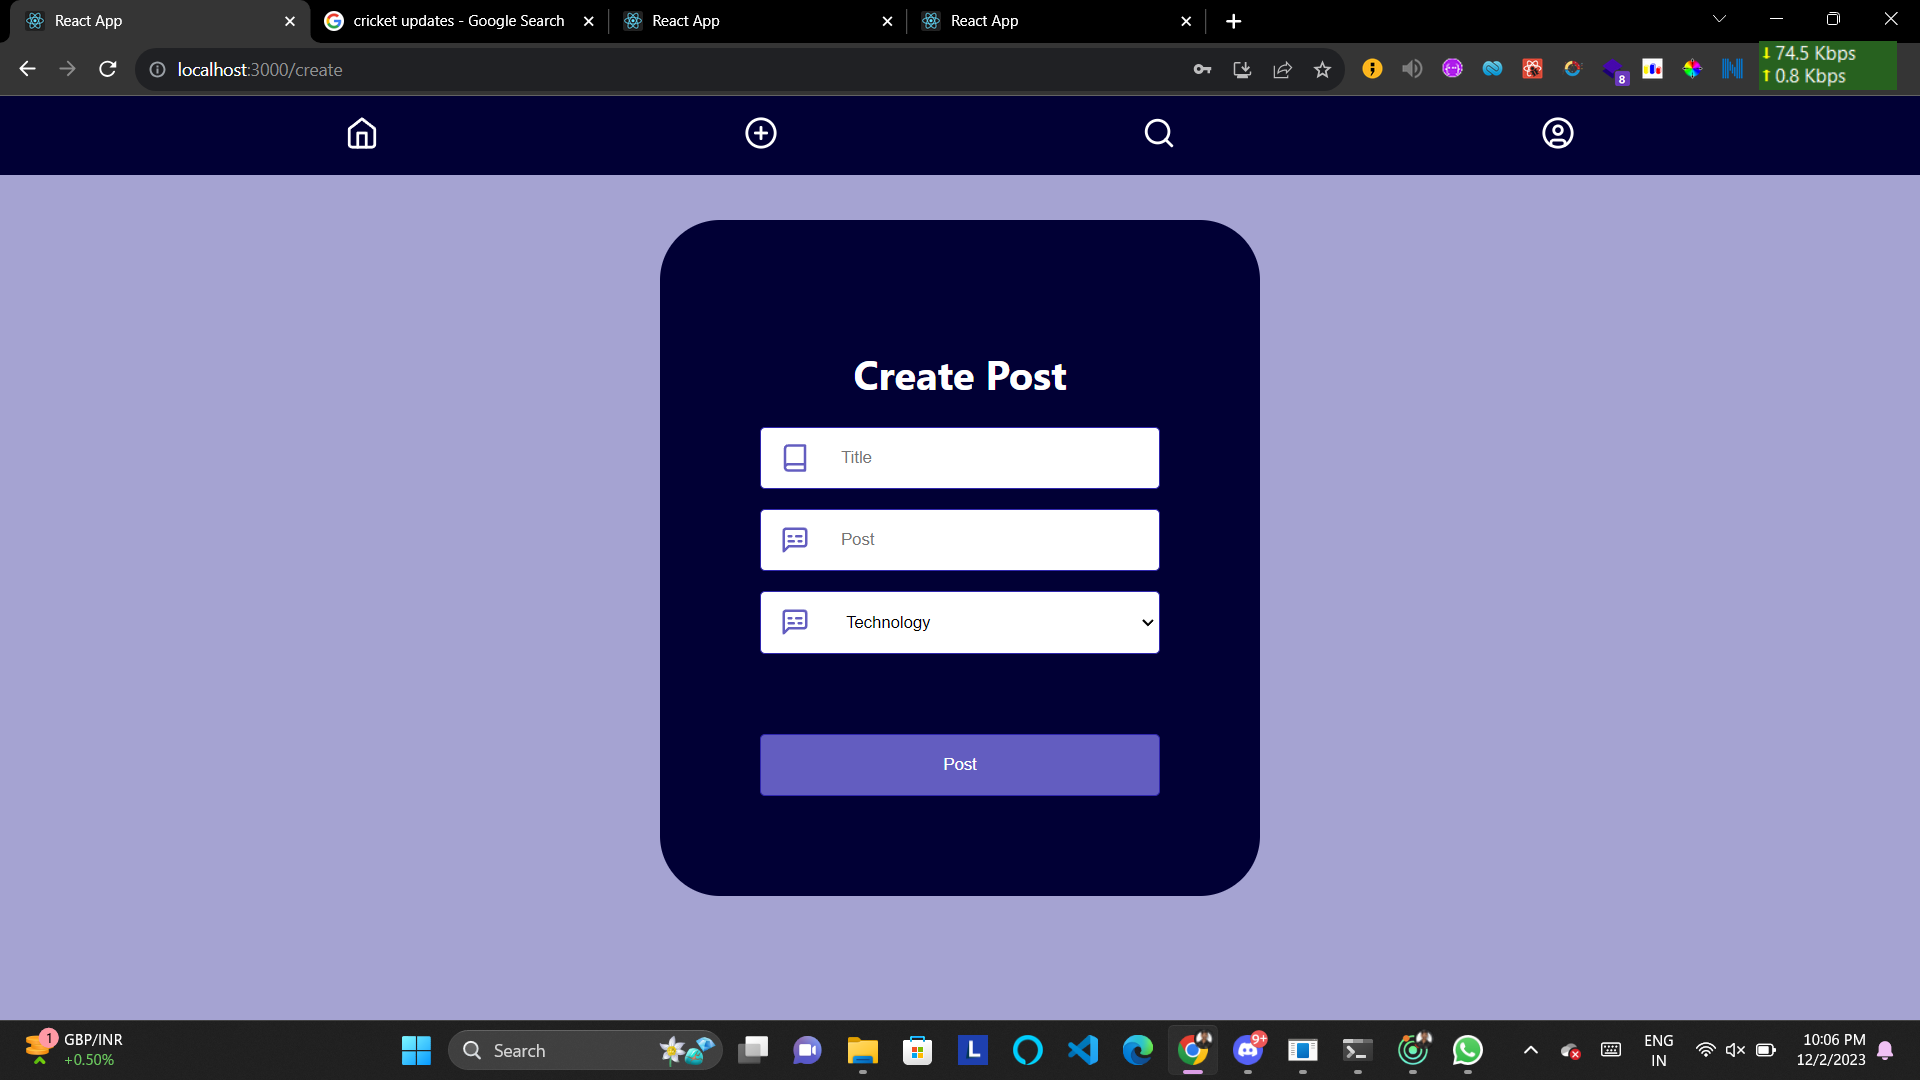 React App
cricket updates - Google Search
React App
React App
localhost:3000/create
8
74.5 Kbps
0.8 Kbps
Create Post
Title
Post
Technology
Post
1
GBP/INR
+0.50%
Search
L
9+
ENG
IN
10:06 PM
12/2/2023